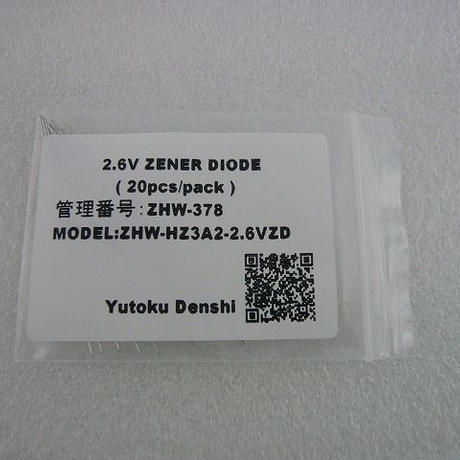 2.6V ZENER DIODE
( 20pcs/pack )
管理番号:ZHW-378
MODEL:ZHW-HZ3A2-2.6VZD
Yutoku Denshi